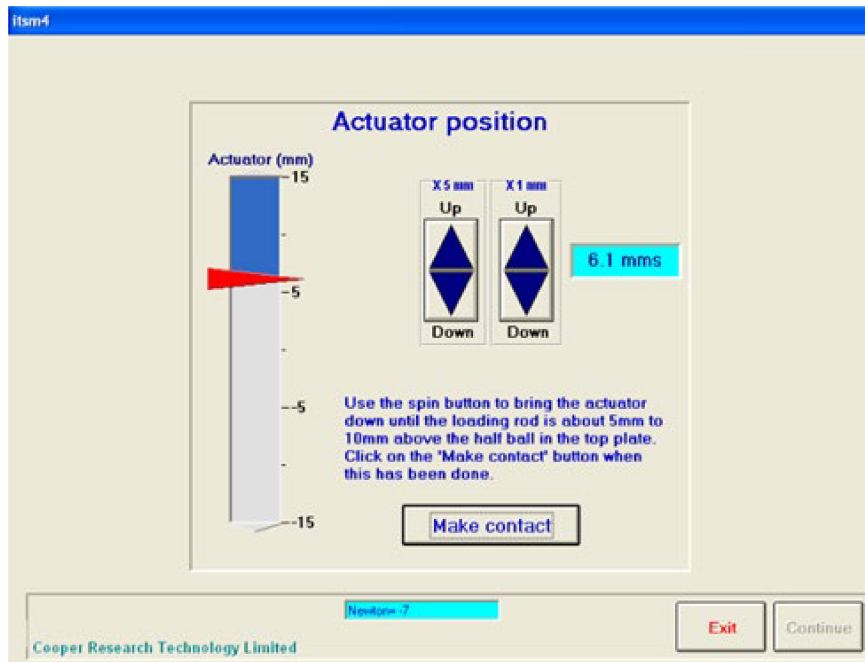 itsm4
Actuator position
Actuator (mm)
15
5
-5
-15
X 5 mm
Up
Down
X 1 mm
Up
Down
6.1 mms
Use the spin button to bring the actuator
down until the loading rod is about 5mm to
10mm above the half ball in the top plate.
Click on the 'Make contact' button when
this has been done.
Make contact
Newton= -7
Exit
Continue
Cooper Research Technology Limited